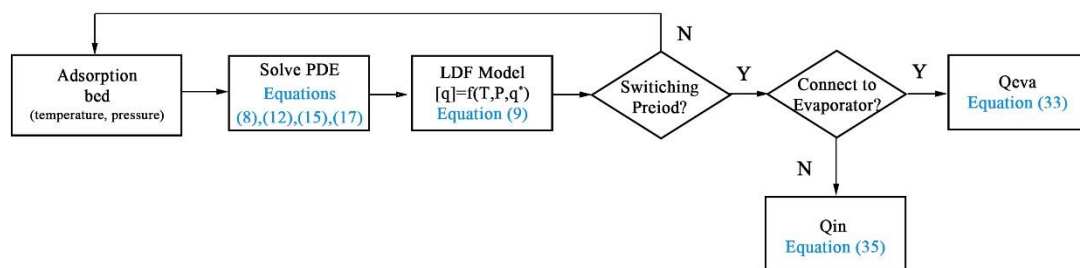 N
Adsorption
bed
(temperature, pressure)
Solve PDE
Equations
(8),(12),(15),(17)
LDF Model
[q]=f(T,P,q*)
Equation (9)
Switiching
Preiod?
Y
Connect to
Evaporator?
Y
Qeva
Equation (33)
N
Qin
Equation (35)